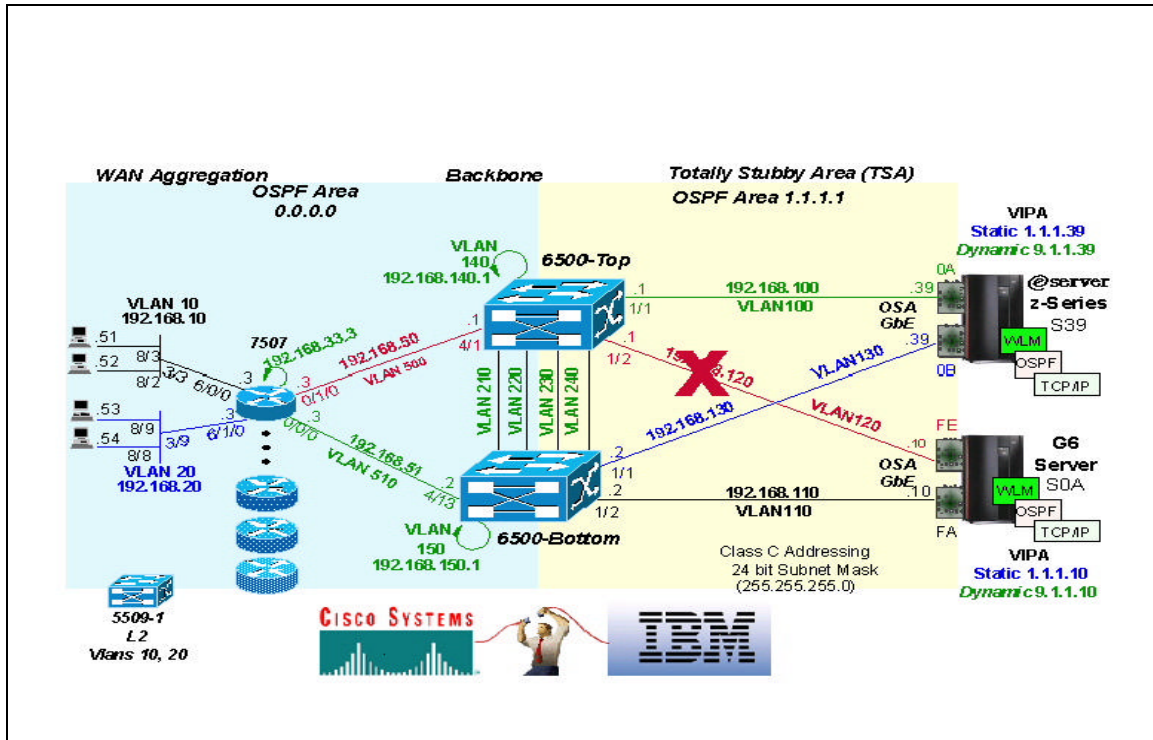 WAN Aggregation
OSPF Area
0.0.0.0
Backbone
Totally Stubby Area (TSA)
OSPF Area 1.1.1.1
VIPA
Static 1.1.1.39
Dynamic 9.1.1.39
VLAN
140
192.168.140.1
6500-Top
.1
1/1
192.168.100
VLAN100
.39
0A
OSA
GbE
eserver
z-Series
S39
WLM
OSPF
TCP/IP
VLAN 10
192.168.10
.51
8/3
.52
8/2
3/3
6/0/0
.3
7507
192.168.33.3
.3
0/1/0
192.168.50
VLAN 500
.1
4/1
.1
1/2
.120
VLAN120
VLAN130
192.168.130
.39
0B
VLAN 210
VLAN 220
VLAN 230
VLAN 240
.53
8/9
.54
8/8
3/9
6/1/0
.3
VLAN 20
192.168.20
0/0/0
.3
192.168.51
VLAN 510
.2
4/13
.2
1/1
.2
1/2
192.168.110
VLAN110
.10
FE
OSA
GbE
.10
FA
G6
Server
S0A
WLM
OSPF
TCP/IP
VLAN
150
192.168.150.1
6500-Bottom
Class C Addressing
24 bit Subnet Mask
(255.255.255.0)
VIPA
Static 1.1.1.10
Dynamic 9.1.1.10
5509-1
L2
Vlans 10, 20
CISCO SYSTEMS
IBM